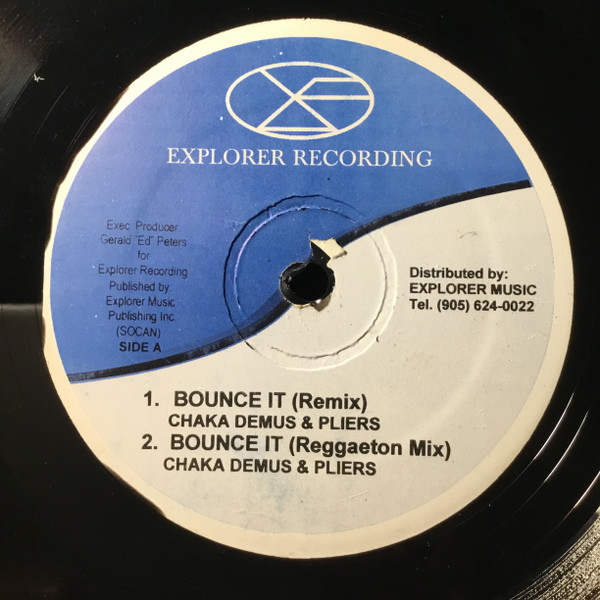 EXPLORER RECORDING
Exec. Producer
Gerald "Ed" Peters
for
Explorer Recording
Published by
Explorer Music
Publishing Inc.
(SOCAN)
SIDE A
Distributed by:
EXPLORER MUSIC
Tel. (905) 624-0022
1. BOUNCE IT (Remix)
CHAKA DEMUS & PLIERS
2. BOUNCE IT (Reggaeton Mix)
CHAKA DEMUS & PLIERS